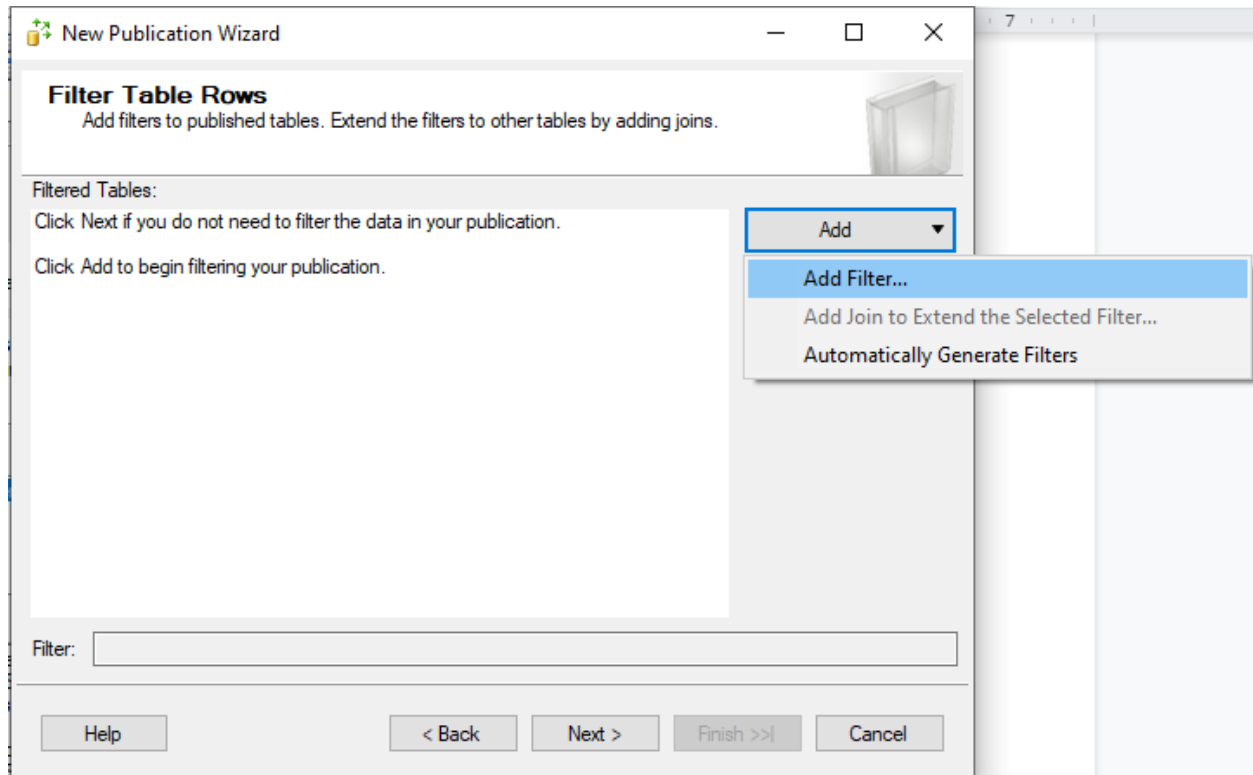 New Publication Wizard
7
Filter Table Rows
Add filters to published tables. Extend the filters to other tables by adding joins.
Filtered Tables:
Click Next if you do not need to filter the data in your publication.
Click Add to begin filtering your publication.
Add
Add Filter...
Add Join to Extend the Selected Filter...
Automatically Generate Filters
Filter:
Help
< Back
Next >
Finish >>|
Cancel